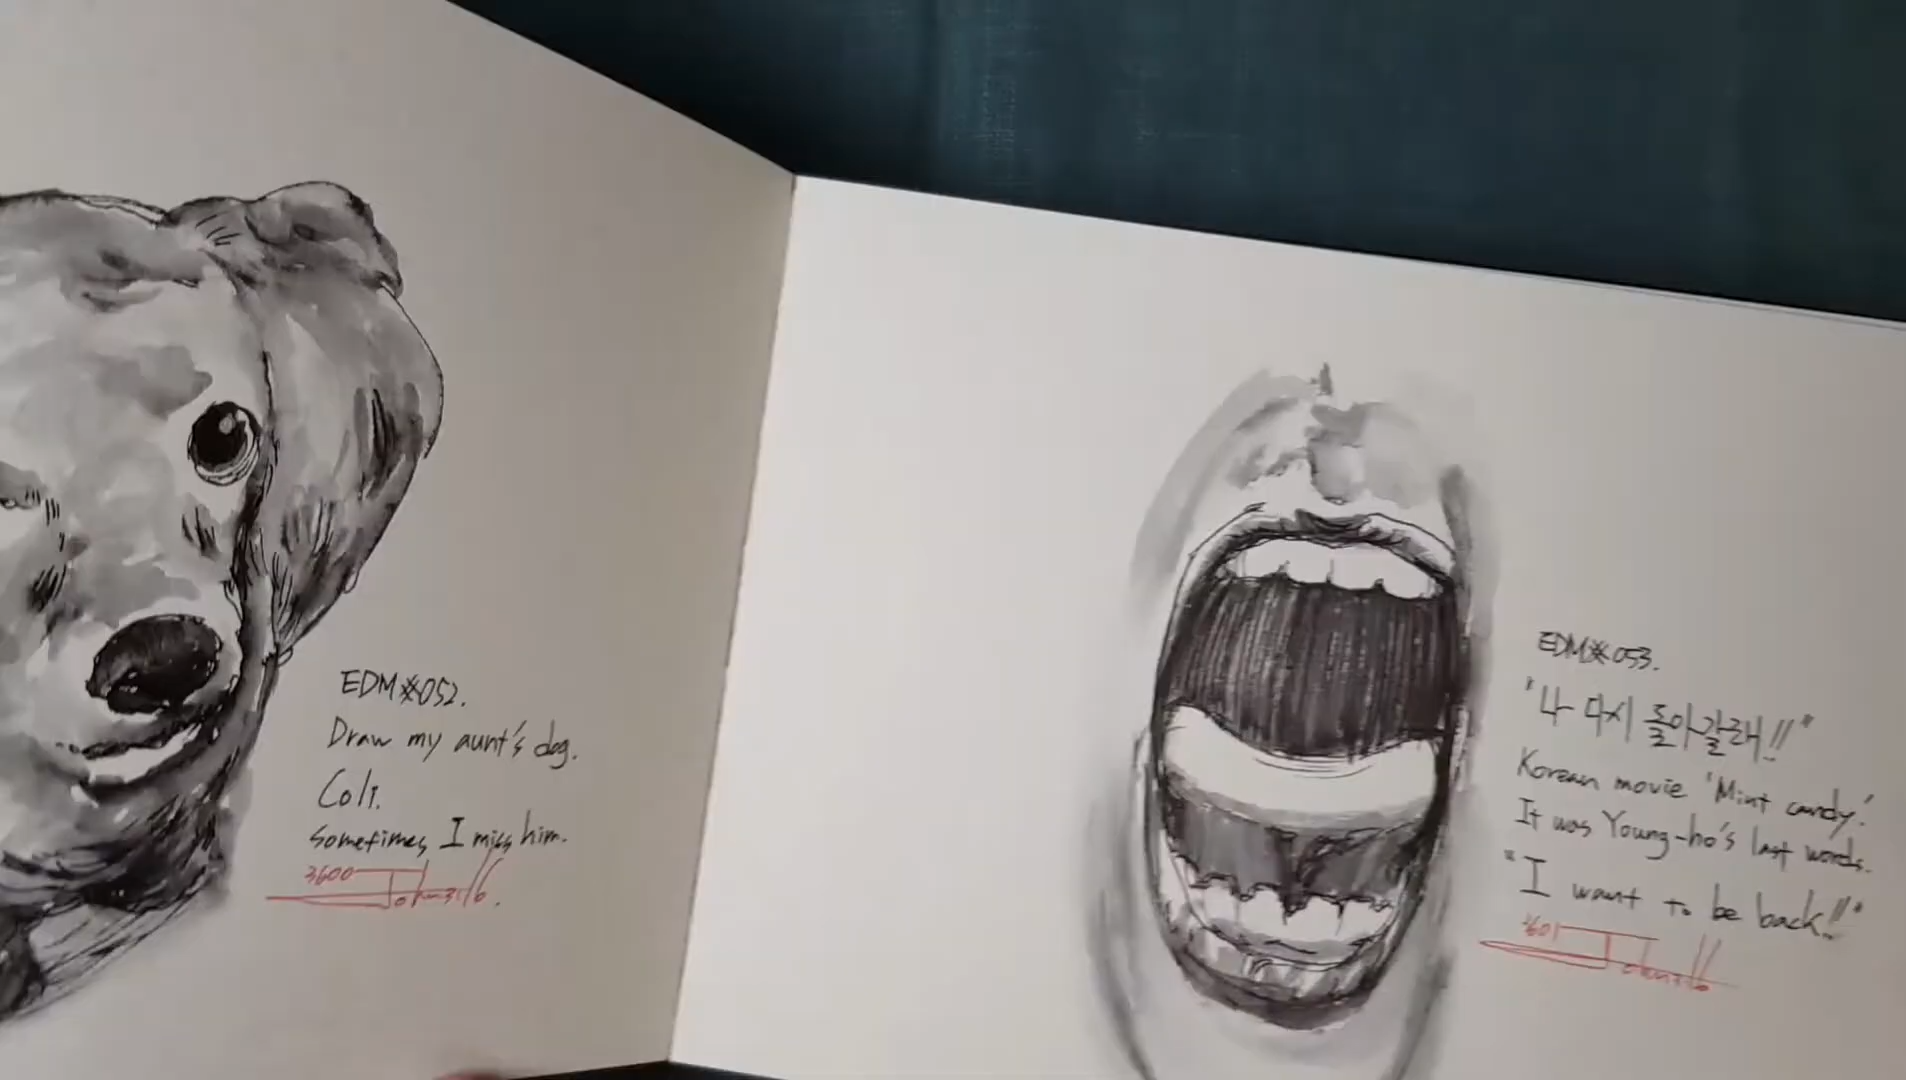 EDM※052.
Draw my aunt's dog.
Coli.
Sometimes, I miss him.
3600
EDM※053.
"나 다시 돌아갈래!!"
Korean movie 'Mint candy'.
It was Young-ho's last words.
"I want to be back!!"
3601